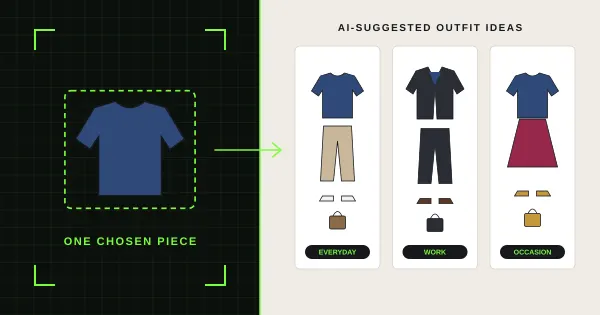 ONE CHOSEN PIECE
AI-SUGGESTED OUTFIT IDEAS
EVERYDAY
WORK
OCCASION